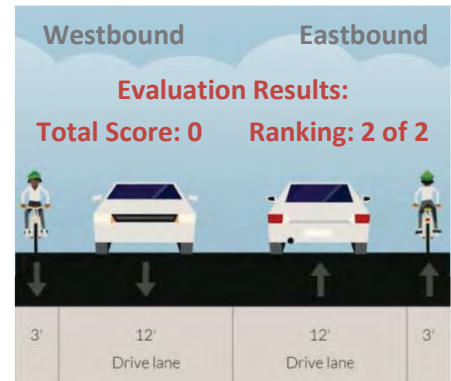 Westbound Eastbound
Evaluation Results:
Total Score: 0 Ranking: 2 of 2
3' 12' 12' 3'
Drive lane Drive lane